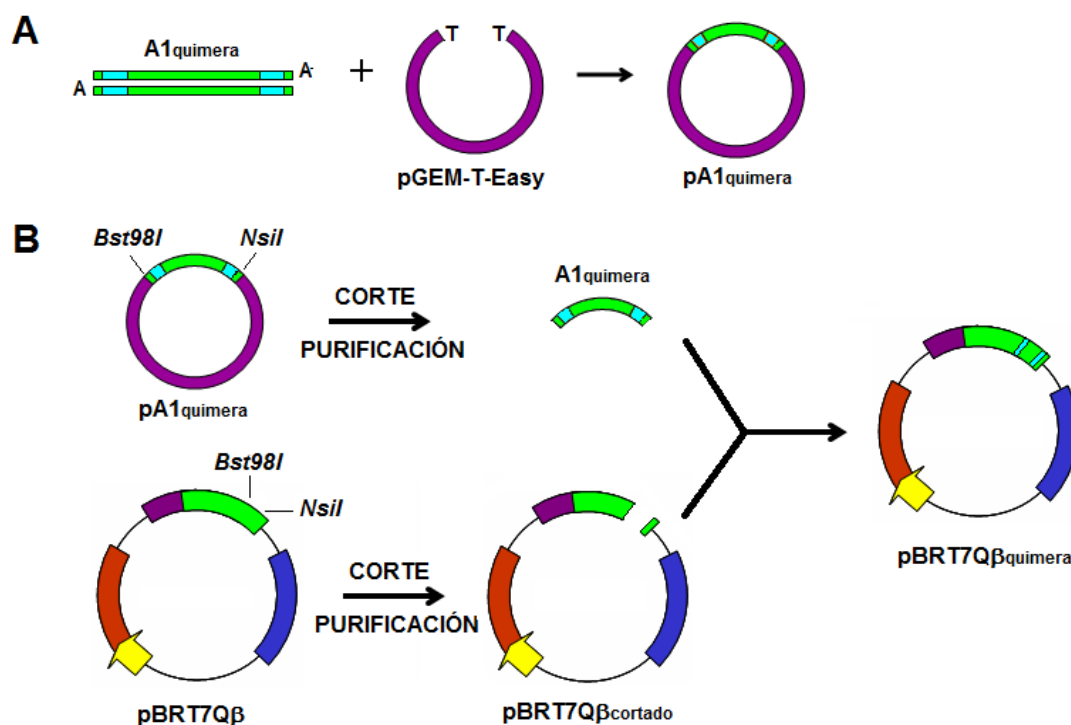 A
A1quimera
A
A
+
T T
pGEM-T-Easy
pA1quimera
B
Bst98I
NsiI
pA1quimera
CORTE
PURIFICACIÓN
A1quimera
Bst98I
NsiI
pBRT7Qβ
CORTE
PURIFICACIÓN
pBRT7Qβcortado
pBRT7Qβquimera